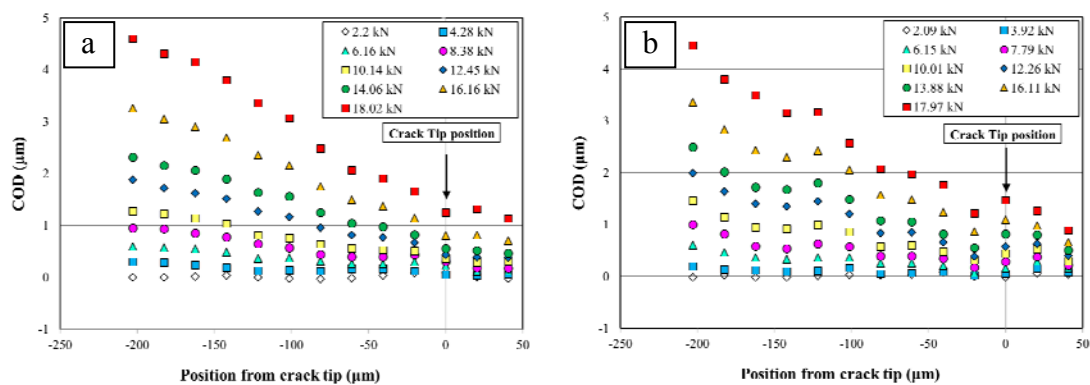 a
5
4
3
2
1
0
-1
-250 -200 -150 -100 -50 0 50
COD (µm)
Position from crack tip (µm)
2.2 kN 4.28 kN
6.16 kN 8.38 kN
10.14 kN 12.45 kN
14.06 kN 16.16 kN
18.02 kN
Crack Tip position
b
5
4
3
2
1
0
-1
-250 -200 -150 -100 -50 0 50
COD (µm)
Position from crack tip (µm)
2.09 kN 3.92 kN
6.15 kN 7.79 kN
10.01 kN 12.26 kN
13.88 kN 16.11 kN
17.97 kN
Crack Tip position